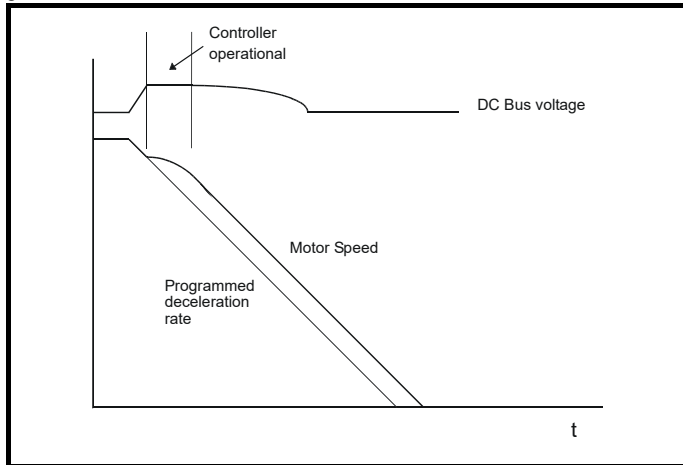 Controller
operational
DC Bus voltage
Motor Speed
Programmed
deceleration
rate
t